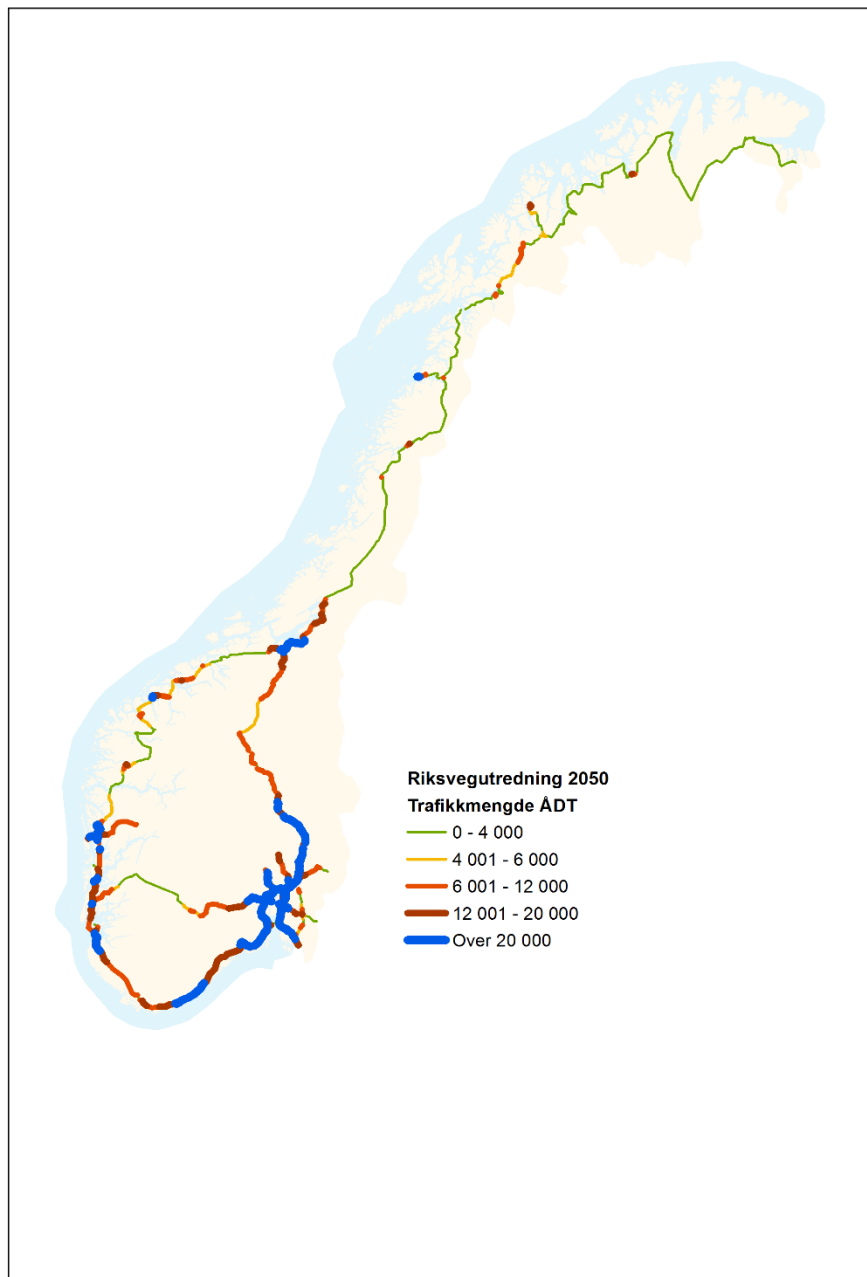 Riksvegutredning 2050
Trafikkmengde ÅDT
0 - 4 000
4 001 - 6 000
6 001 - 12 000
12 001 - 20 000
Over 20 000